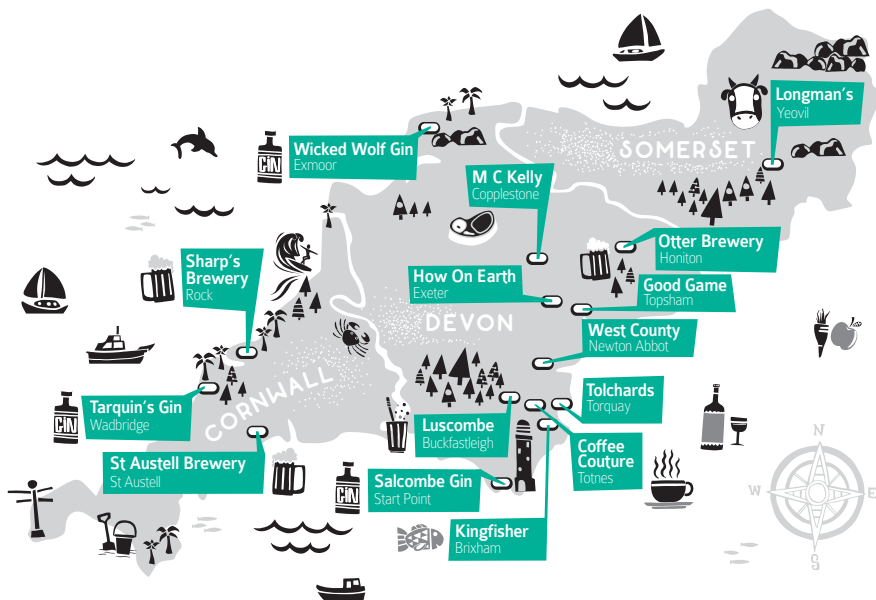 Longman's
Yeovil
SOMERSET
Wicked Wolf Gin
Exmoor
GIN
M C Kelly
Copplestone
Otter Brewery
Honiton
Sharp's
Brewery
Rock
How On Earth
Exeter
Good Game
Topsham
DEVON
West County
Newton Abbot
CORNWALL
Tarquin's Gin
Wadbridge
GIN
Tolchards
Torquay
Luscombe
Buckfastleigh
Coffee
Couture
Totnes
St Austell Brewery
St Austell
Salcombe Gin
Start Point
GIN
Kingfisher
Brixham
N
W
E
S